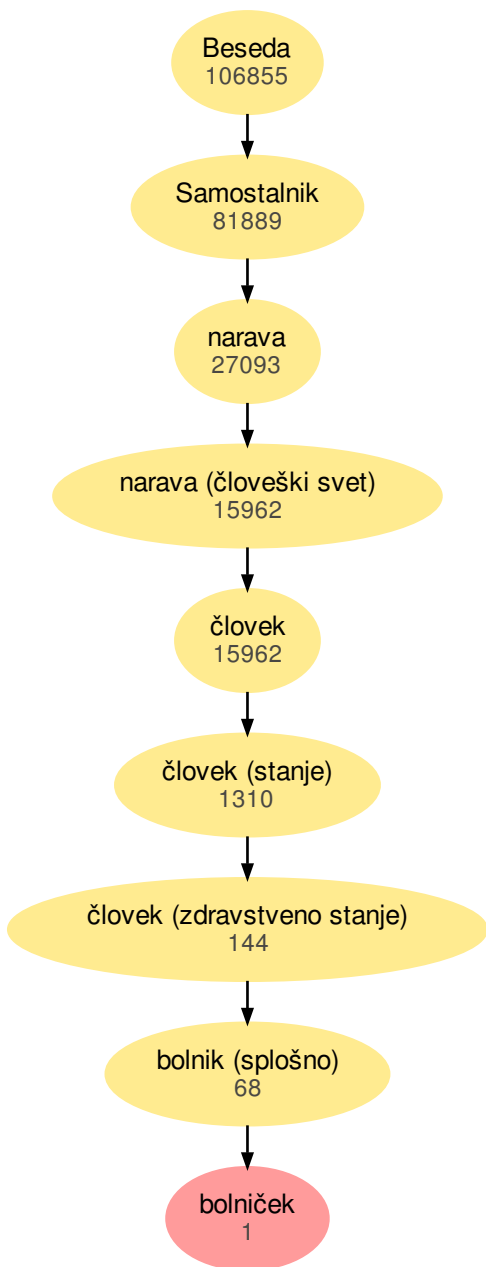 Beseda
106855
Samostalnik
81889
narava
27093
narava (človeški svet)
15962
človek
15962
človek (stanje)
1310
človek (zdravstveno stanje)
144
bolnik (splošno)
68
bolniček
1